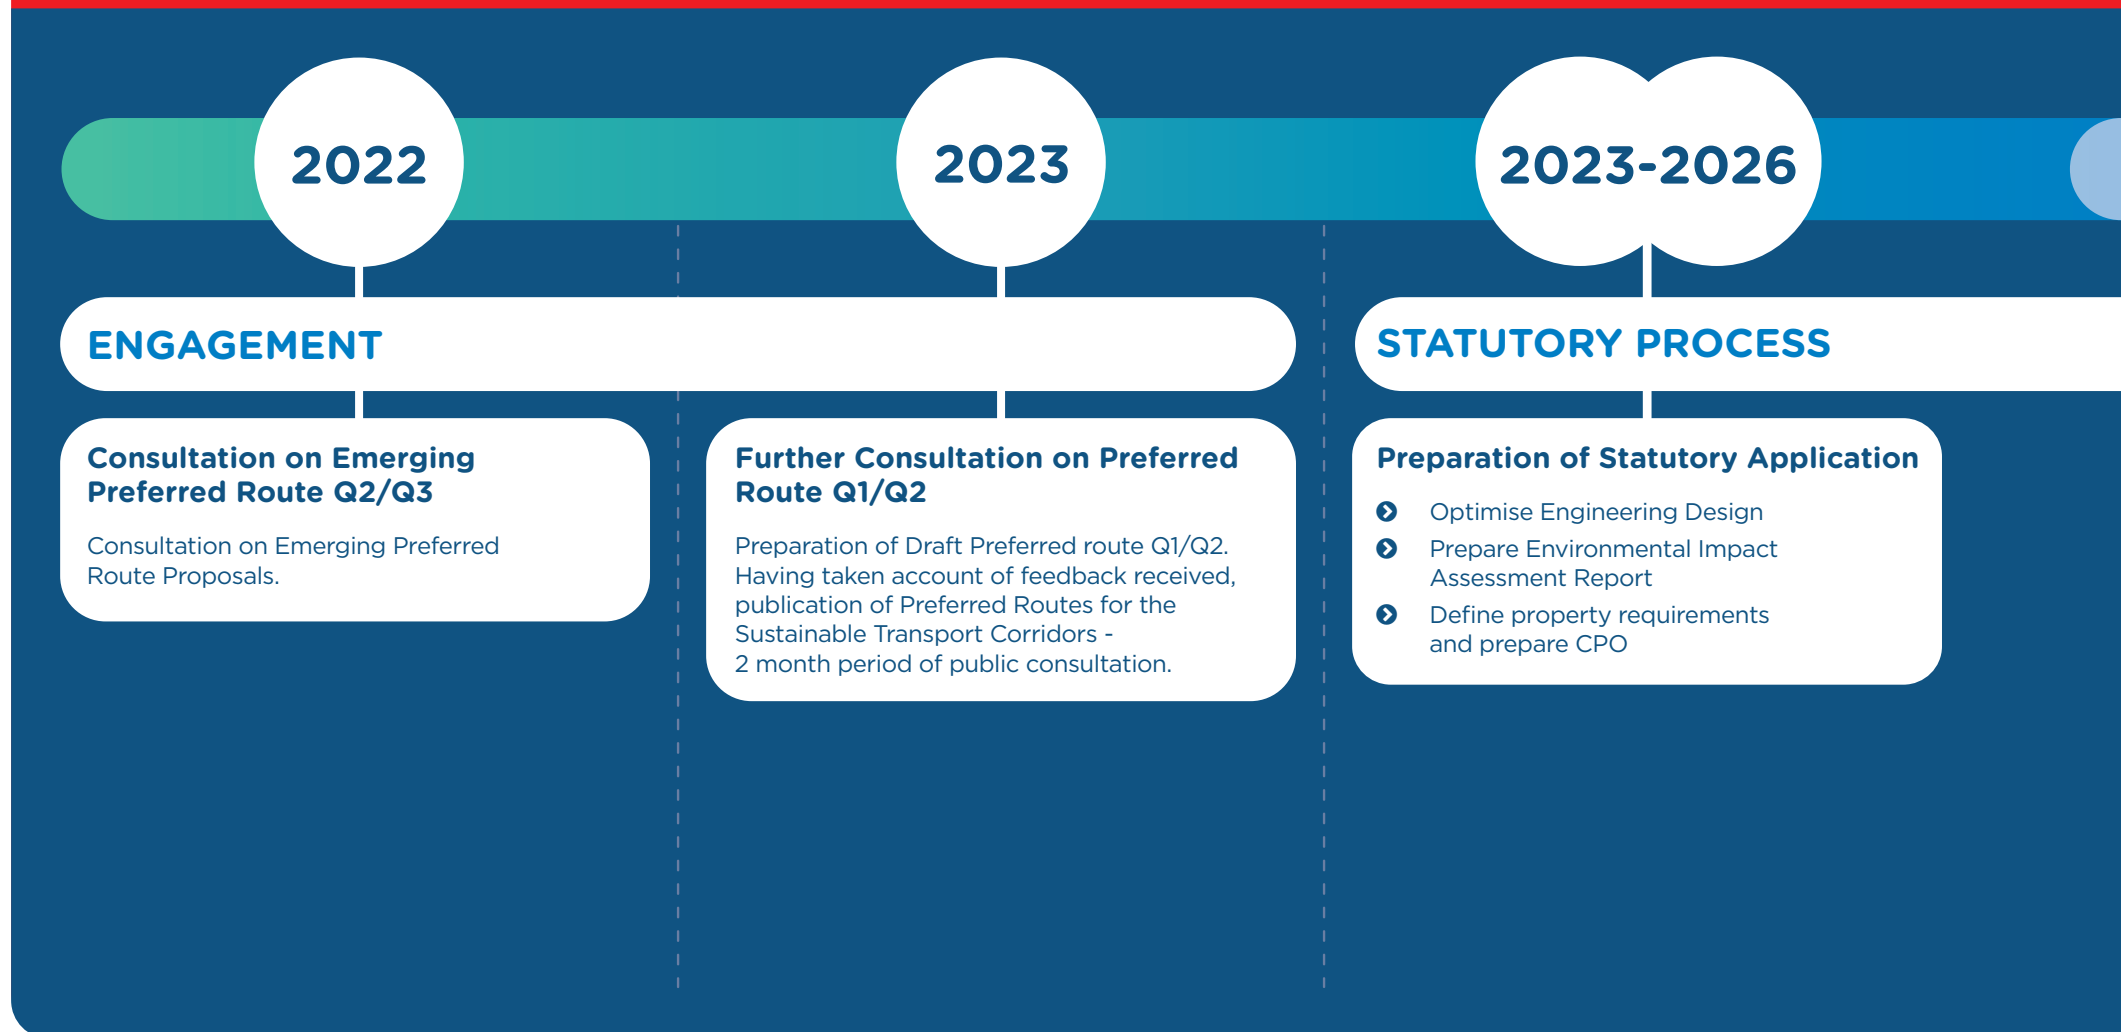 2022
2023
2023-2026
ENGAGEMENT
STATUTORY PROCESS
Consultation on Emerging
Preferred Route Q2/Q3
Consultation on Emerging Preferred
Route Proposals.
Further Consultation on Preferred
Route Q1/Q2
Preparation of Draft Preferred route Q1/Q2.
Having taken account of feedback received,
publication of Preferred Routes for the
Sustainable Transport Corridors -
2 month period of public consultation.
Preparation of Statutory Application
Optimise Engineering Design
Prepare Environmental Impact
Assessment Report
Define property requirements
and prepare CPO